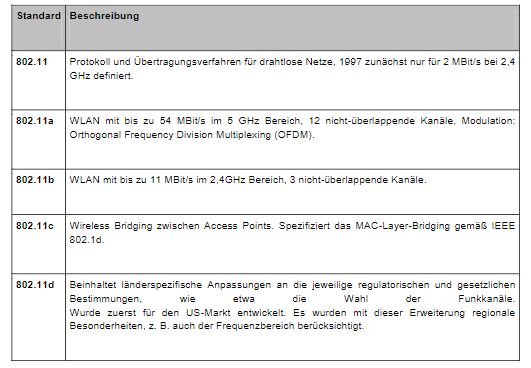 Standard Beschreibung
802.11 Protokoll und Übertragungsverfahren für drahtlose Netze, 1997 zunächst nur für 2 MBit/s bei 2,4
GHz definiert.
802.11a WLAN mit bis zu 54 MBit/s im 5 GHz Bereich, 12 nicht-überlappende Kanäle, Modulation:
Orthogonal Frequency Division Multiplexing (OFDM).
802.11b WLAN mit bis zu 11 MBit/s im 2,4GHz Bereich, 3 nicht-überlappende Kanäle.
802.11c Wireless Bridging zwischen Access Points. Spezifiziert das MAC-Layer-Bridging gemäß IEEE
802.1d.
802.11d Beinhaltet länderspezifische Anpassungen an die jeweilige regulatorischen und gesetzlichen
Bestimmungen, wie etwa die Wahl der Funkkanäle.
Wurde zuerst für den US-Markt entwickelt. Es wurden mit dieser Erweiterung regionale
Besonderheiten, z. B. auch der Frequenzbereich berücksichtigt.